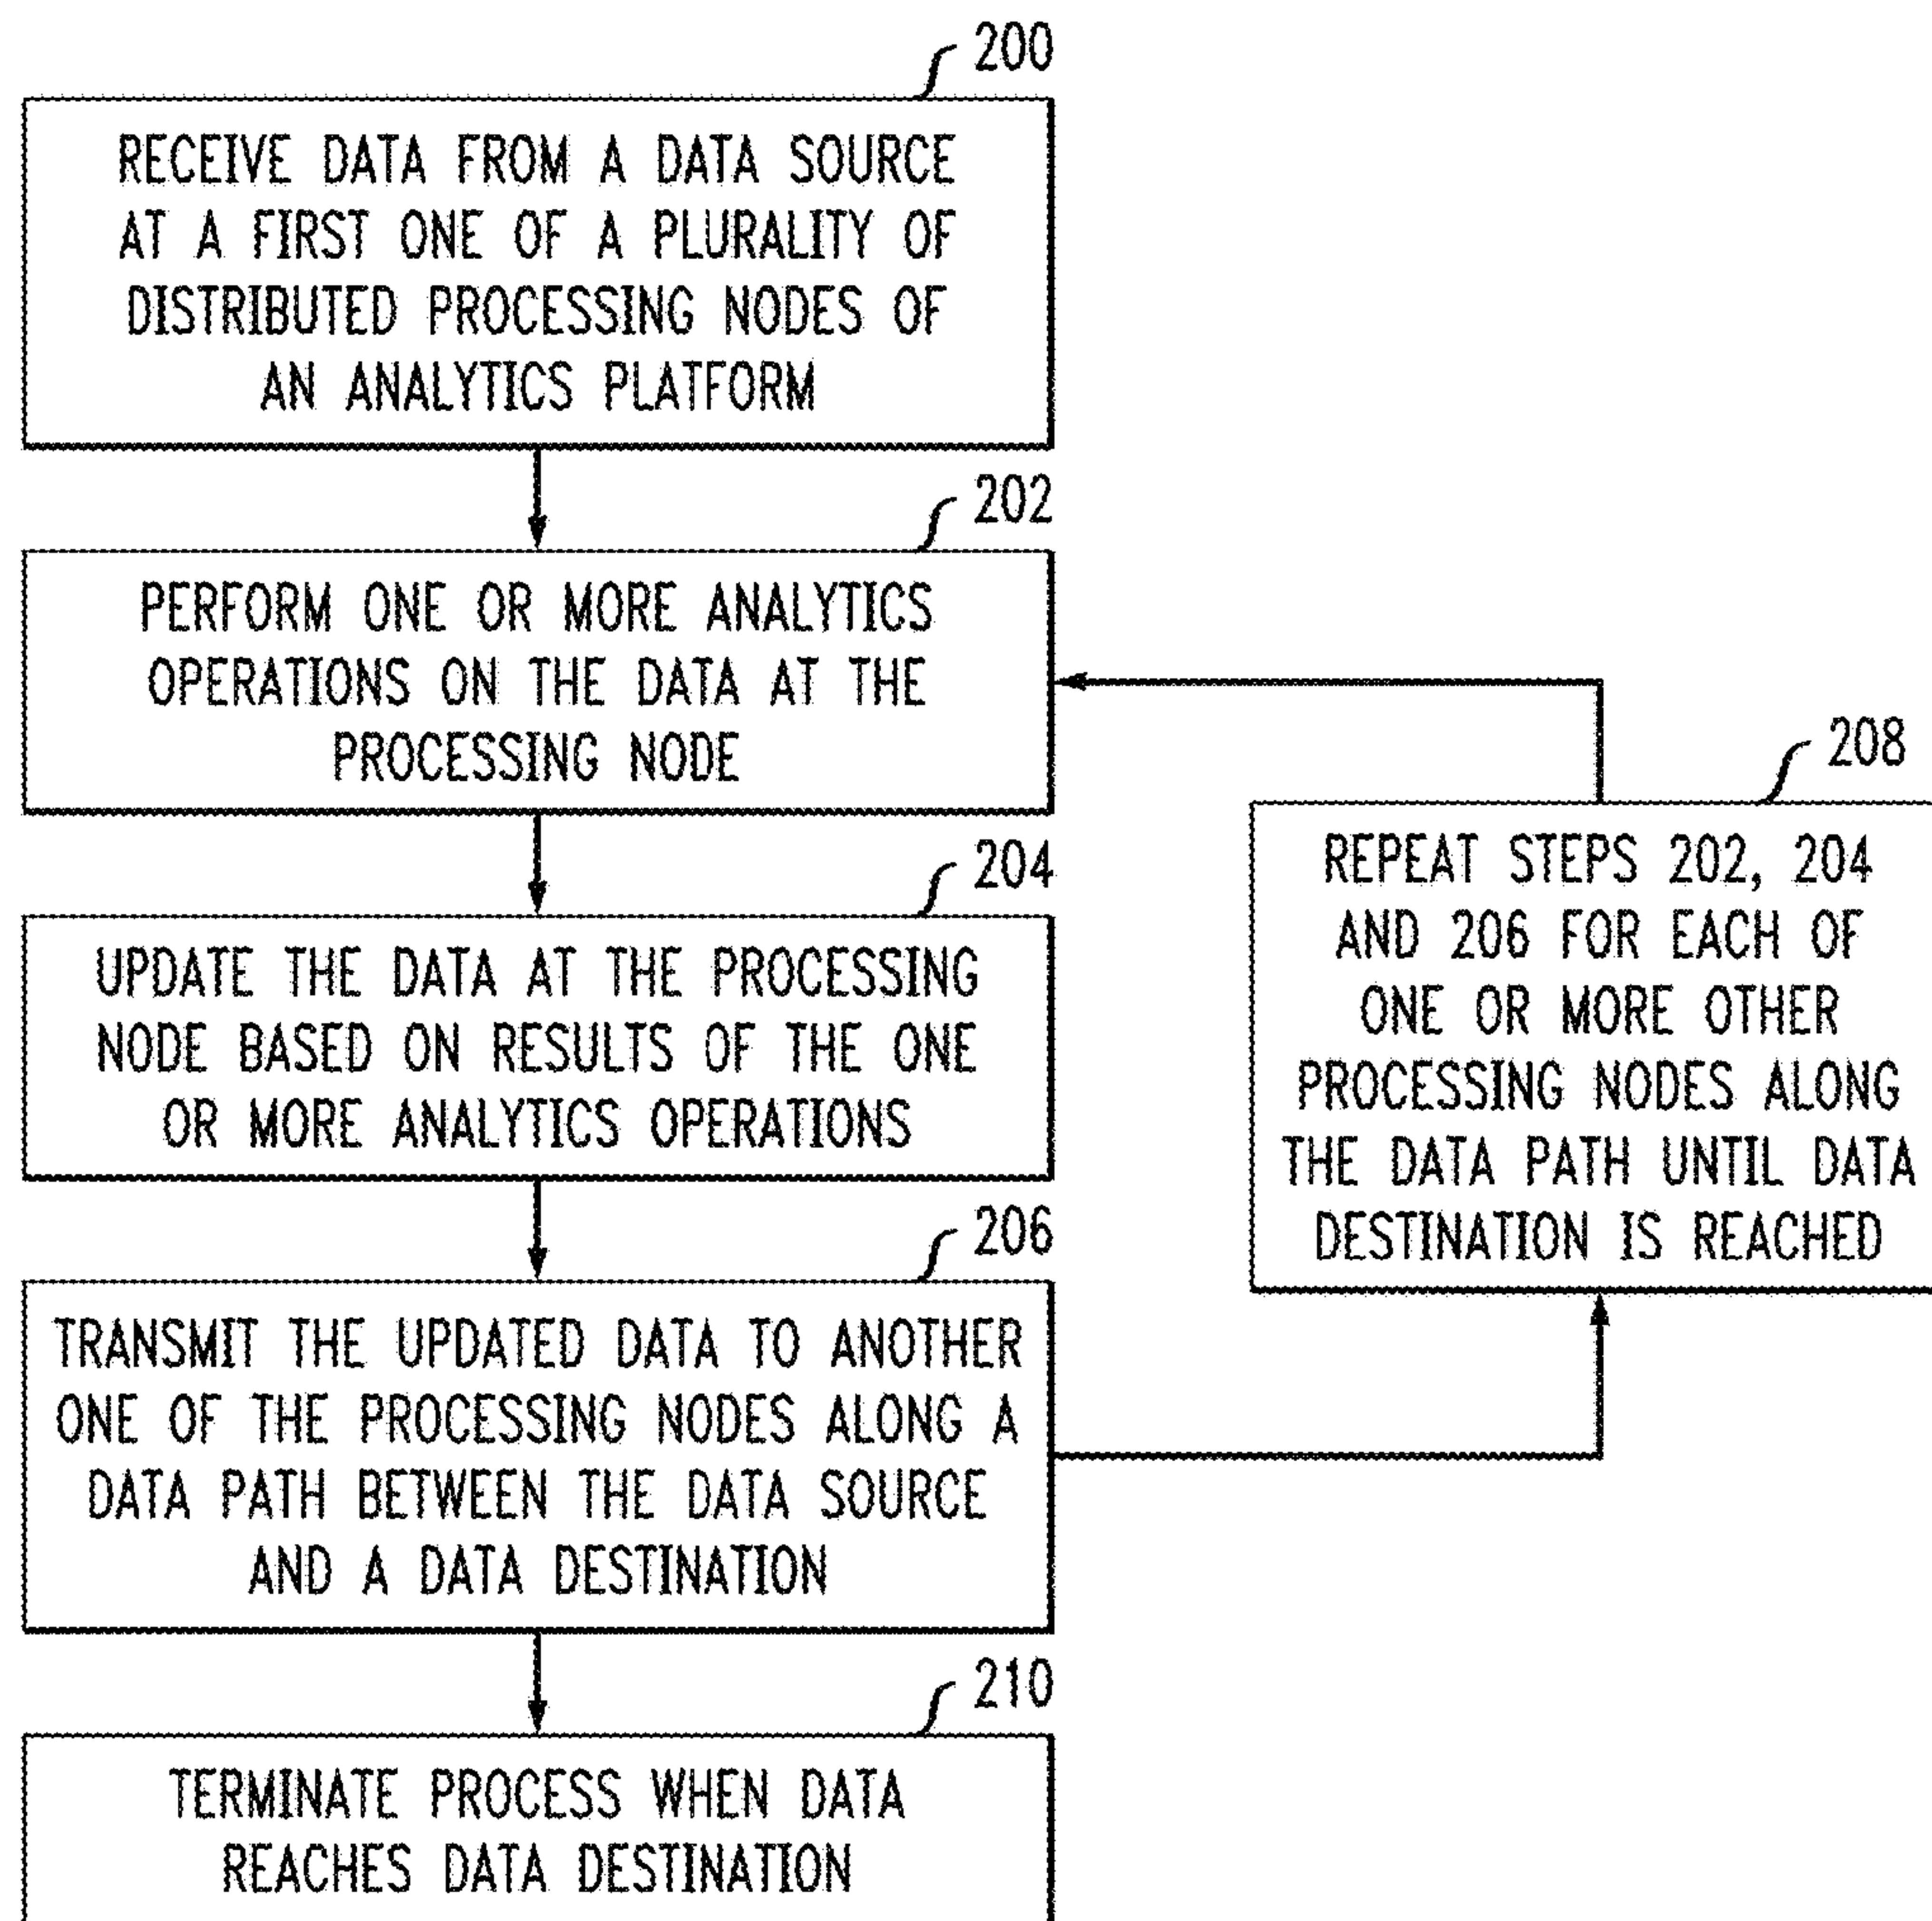 200
RECEIVE DATA FROM A DATA SOURCE
AT A FIRST ONE OF A PLURALITY OF
DISTRIBUTED PROCESSING NODES OF
AN ANALYTICS PLATFORM
202
PERFORM ONE OR MORE ANALYTICS
OPERATIONS ON THE DATA AT THE
PROCESSING NODE
204
UPDATE THE DATA AT THE PROCESSING
NODE BASED ON RESULTS OF THE ONE
OR MORE ANALYTICS OPERATIONS
206
TRANSMIT THE UPDATED DATA TO ANOTHER
ONE OF THE PROCESSING NODES ALONG A
DATA PATH BETWEEN THE DATA SOURCE
AND A DATA DESTINATION
208
REPEAT STEPS 202, 204
AND 206 FOR EACH OF
ONE OR MORE OTHER
PROCESSING NODES ALONG
THE DATA PATH UNTIL DATA
DESTINATION IS REACHED
210
TERMINATE PROCESS WHEN DATA
REACHES DATA DESTINATION